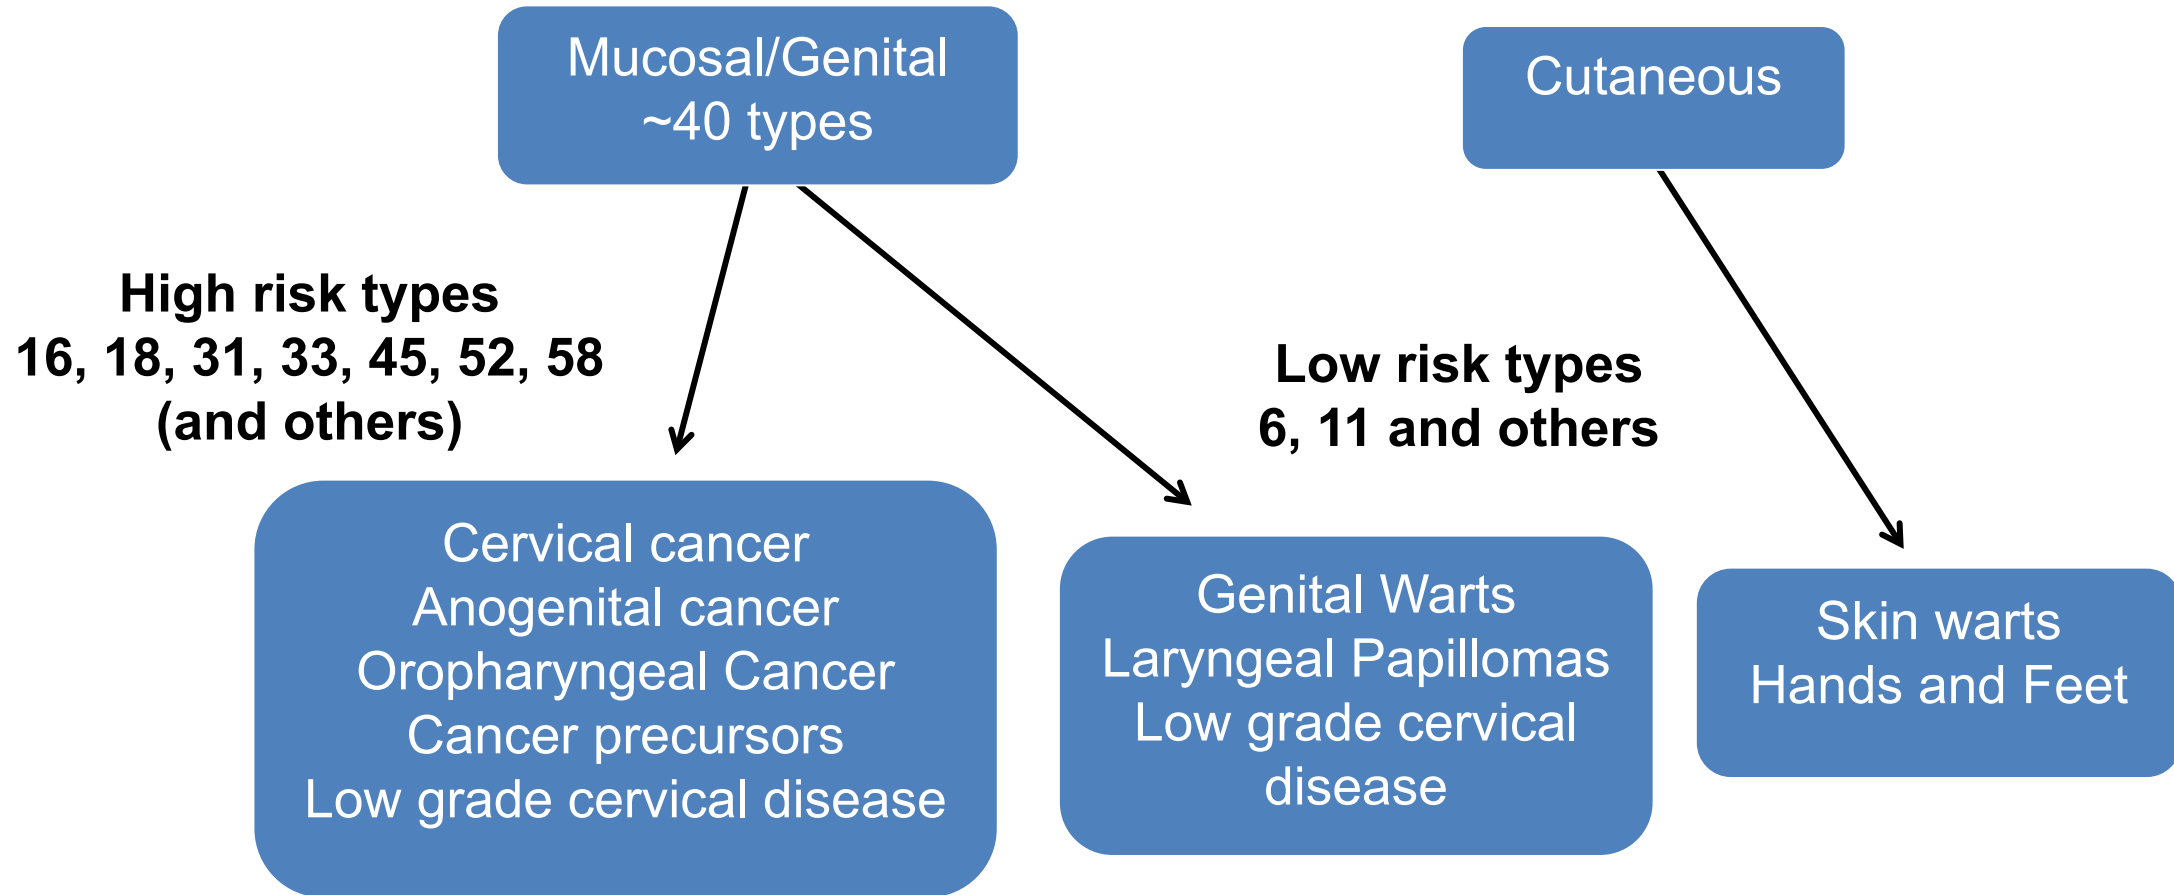 Mucosal/Genital
~40 types
Cutaneous
High risk types
16, 18, 31, 33, 45, 52, 58
(and others)
Low risk types
6, 11 and others
Cervical cancer
Anogenital cancer
Oropharyngeal Cancer
Cancer precursors
Low grade cervical disease
Genital Warts
Laryngeal Papillomas
Low grade cervical
disease
Skin warts
Hands and Feet